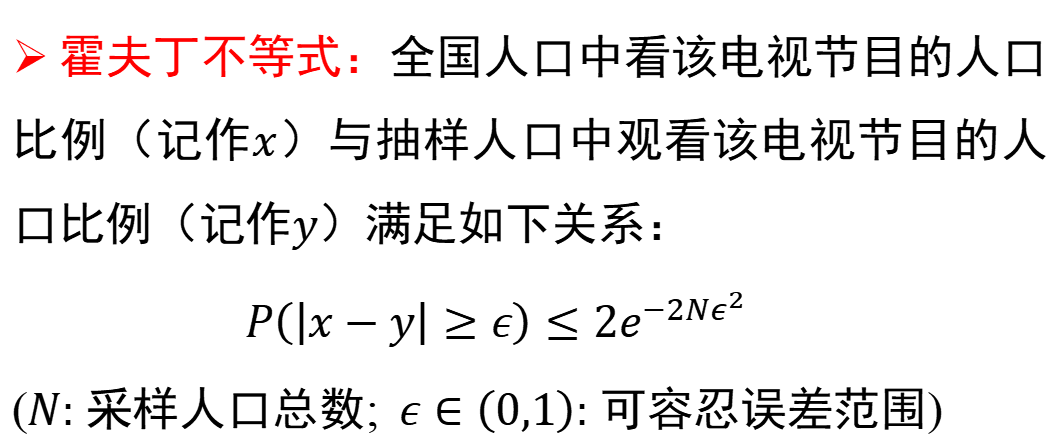 ➢ 霍夫丁不等式：全国人口中看该电视节目的人口
比例（记作𝑥）与抽样人口中观看该电视节目的人
口比例（记作𝑦）满足如下关系：
𝑃(|𝑥 − 𝑦| ≥ 𝜖) ≤ 2𝑒^{−2𝑁𝜖^2}
(𝑁: 采样人口总数; 𝜖 ∈ (0,1): 可容忍误差范围)